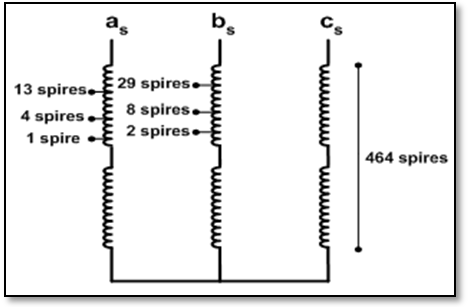 as bs cs
13 spires
4 spires
1 spire
29 spires
8 spires
2 spires
464 spires